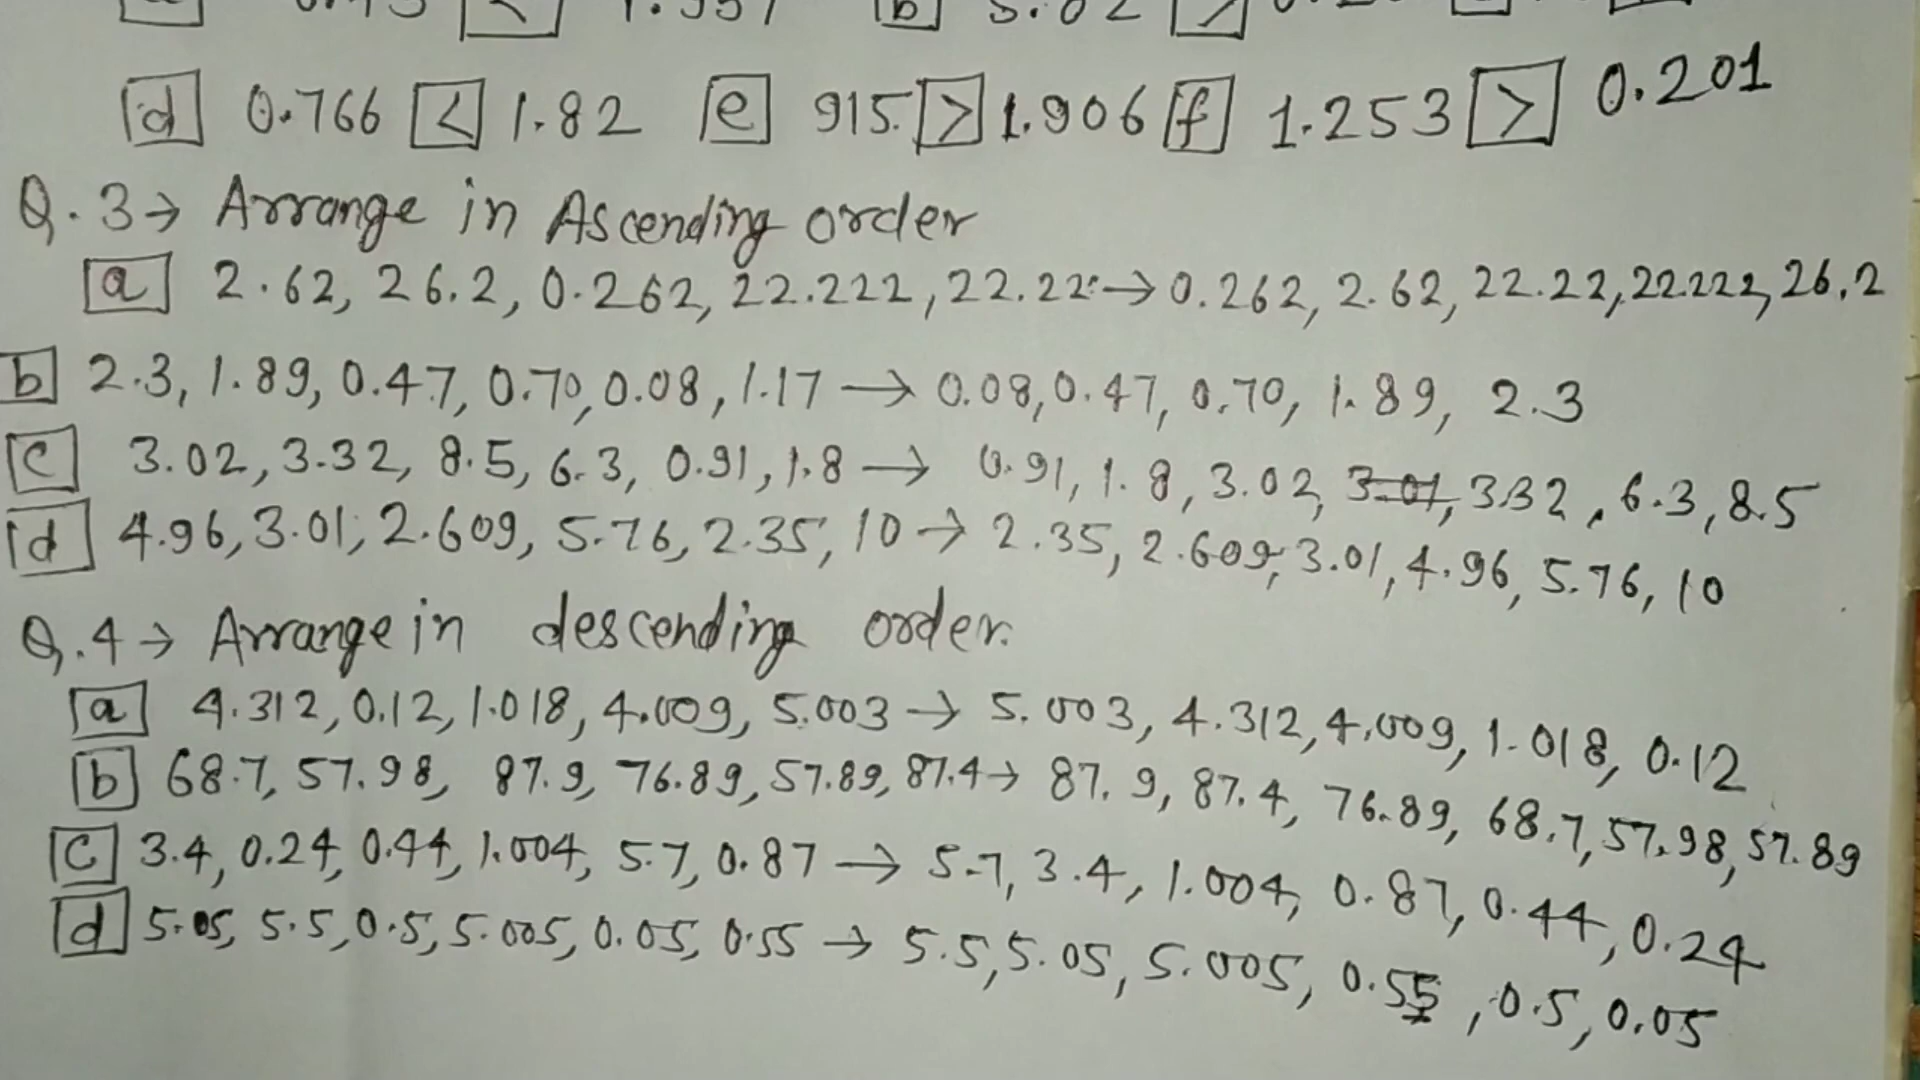 a < 1.557 b 5.02 >
d 0.766 < 1.82 e 915. > 1.906 f 1.253 > 0.201
Q.3→ Arrange in Ascending order
a 2.62, 26.2, 0.262, 22.222, 22.22→ 0.262, 2.62, 22.22, 22.222, 26.2
b 2.3, 1.89, 0.47, 0.70, 0.08, 1.17 → 0.08, 0.47, 0.70, 1.89, 2.3
c 3.02, 3.32, 8.5, 6.3, 0.91, 1.8 → 0.91, 1.8, 3.02, 3.01, 3.32, 6.3, 8.5
d 4.96, 3.01, 2.609, 5.76, 2.35, 10 → 2.35, 2.609, 3.01, 4.96, 5.76, 10
Q.4→ Arrange in descending order.
a 4.312, 0.12, 1.018, 4.009, 5.003 → 5.003, 4.312, 4.009, 1.018, 0.12
b 68.7, 57.98, 87.9, 76.89, 57.89, 87.4→ 87.9, 87.4, 76.89, 68.7, 57.98, 57.89
c 3.4, 0.24, 0.44, 1.004, 5.7, 0.87 → 5.7, 3.4, 1.004, 0.87, 0.44, 0.24
d 5.05, 5.5, 0.5, 5.005, 0.05, 0.55 → 5.5, 5.05, 5.005, 0.55, 0.5, 0.05